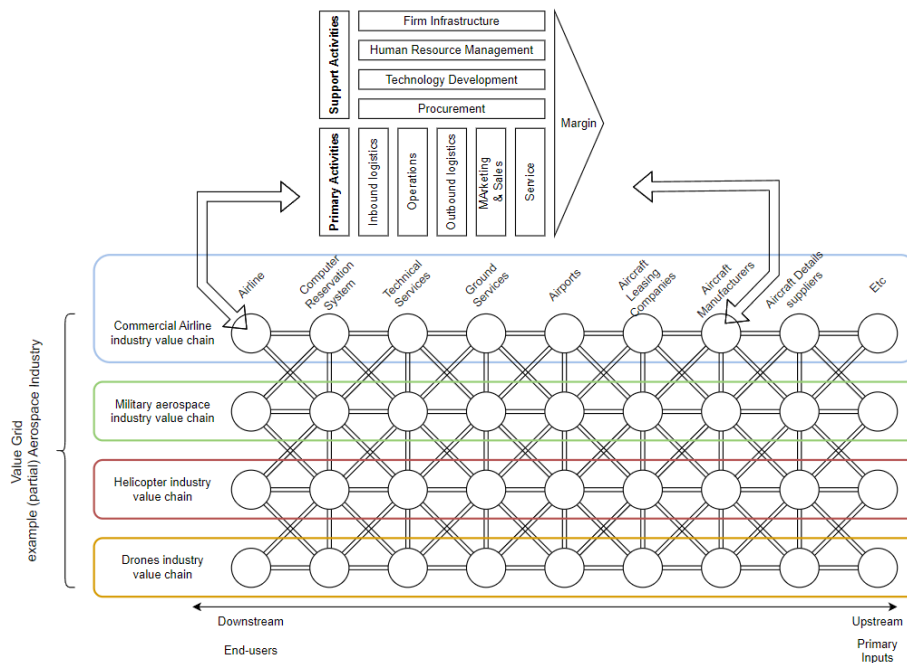 Support Activities
Firm Infrastructure
Human Resource Management
Technology Development
Procurement
Margin
Primary Activities
Inbound logistics
Operations
Outbound logistics
MArketing
& Sales
Service
Airline
Computer
Reservation
System
Technical
Services
Ground
Services
Airports
Aircraft
Leasing
Companies
Aircraft
Manufacturers
Aircraft Details
suppliers
Etc
Value Grid
example (partial) Aerospace Industry
Commercial Airline
industry value chain
Military aerospace
industry value chain
Helicopter industry
value chain
Drones industry
value chain
Downstream
Upstream
End-users
Primary
Inputs